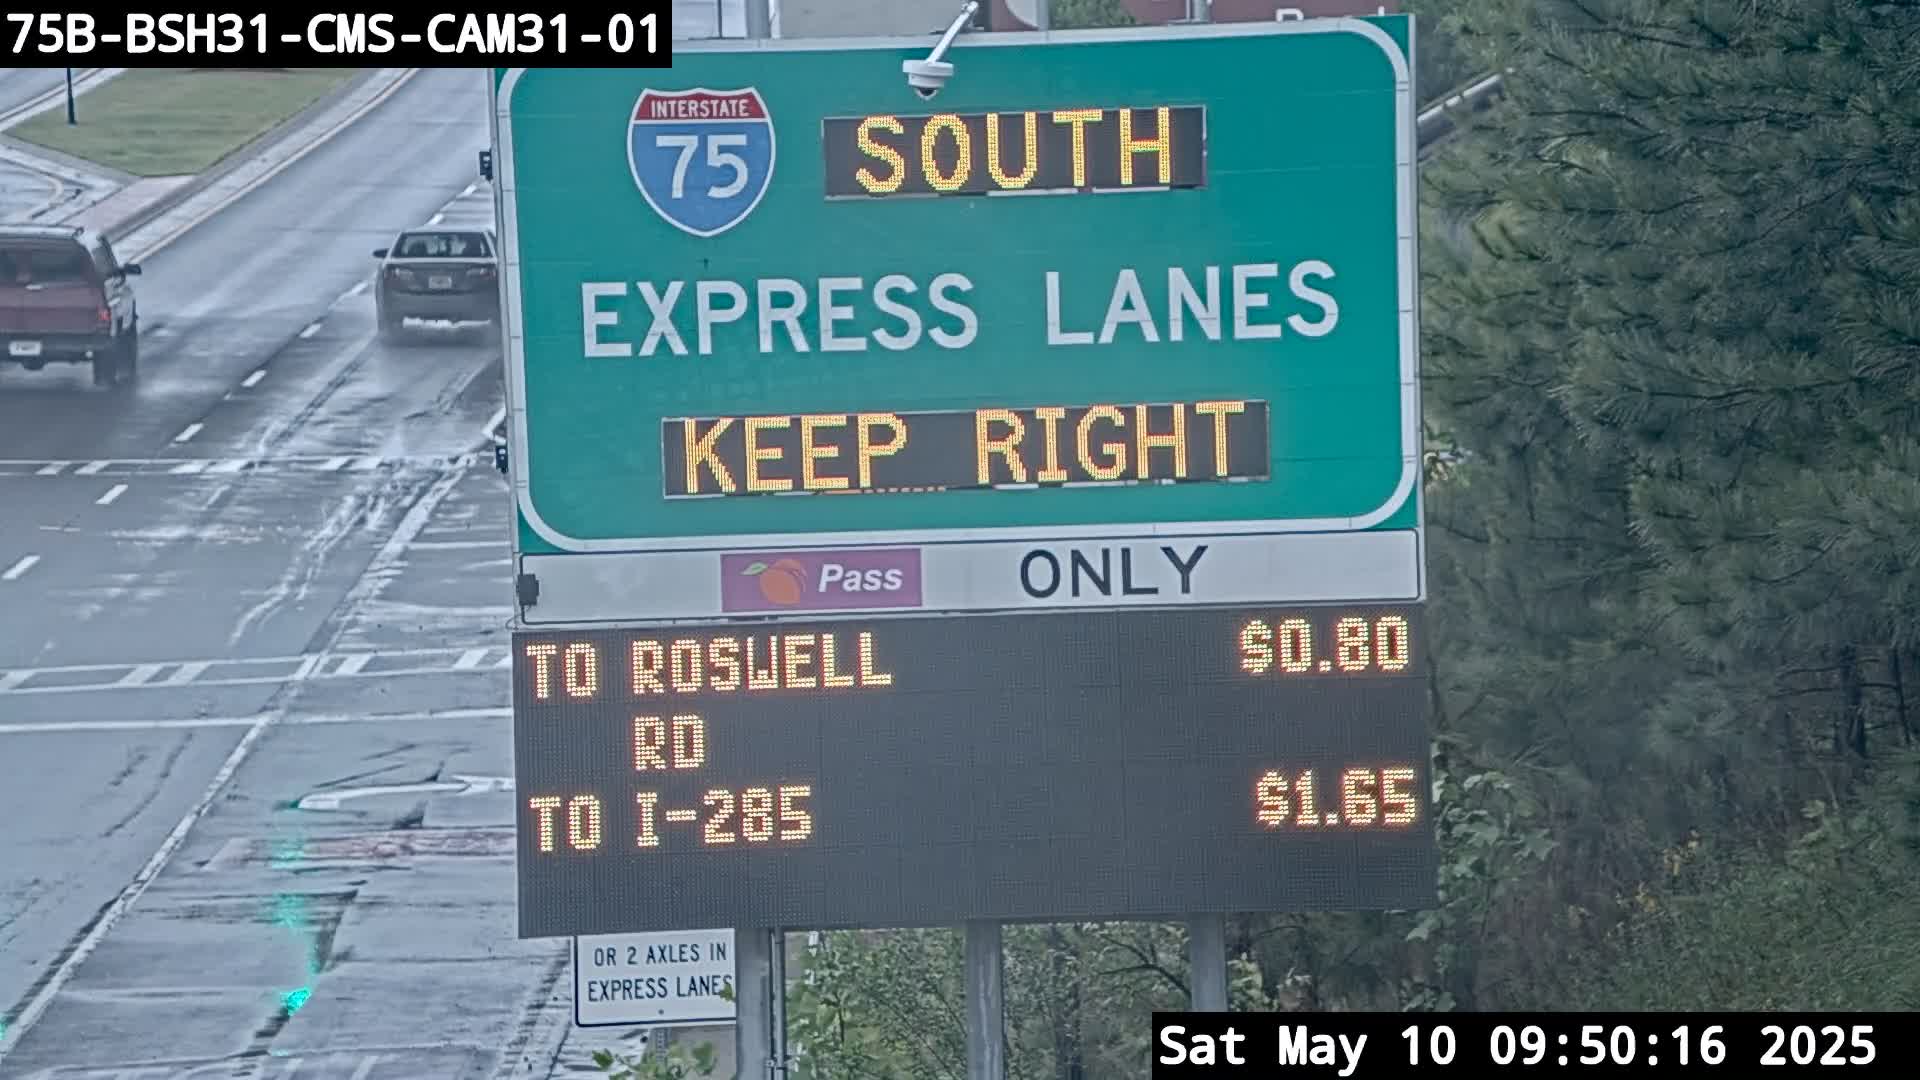 75B-BSH31-CMS-CAM31-01
INTERSTATE
75
SOUTH
EXPRESS LANES
KEEP RIGHT
Pass ONLY
TO ROSWELL $0.80
RD
TO I-285 $1.65
OR 2 AXLES IN
EXPRESS LANES
Sat May 10 09:50:16 2025